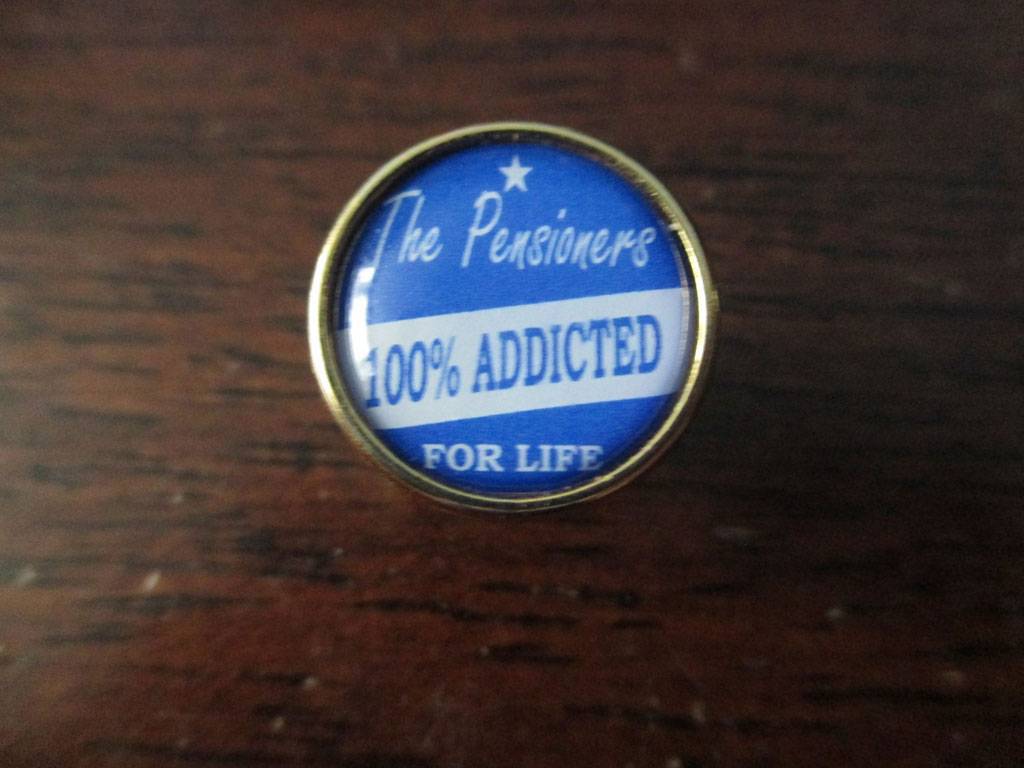 The Pensioners
100% ADDICTED
FOR LIFE